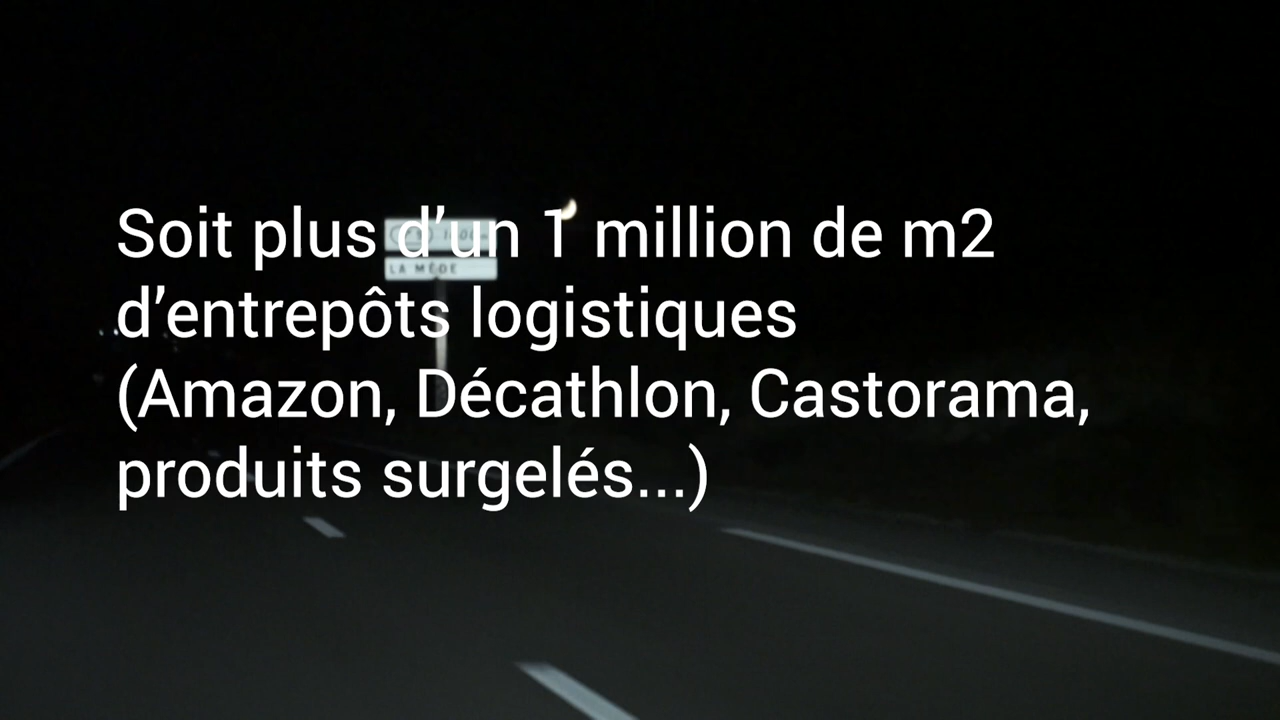 Soit plus d’un 1 million de m2
d’entrepôts logistiques
(Amazon, Décathlon, Castorama,
produits surgelés...)
LA MÈDE